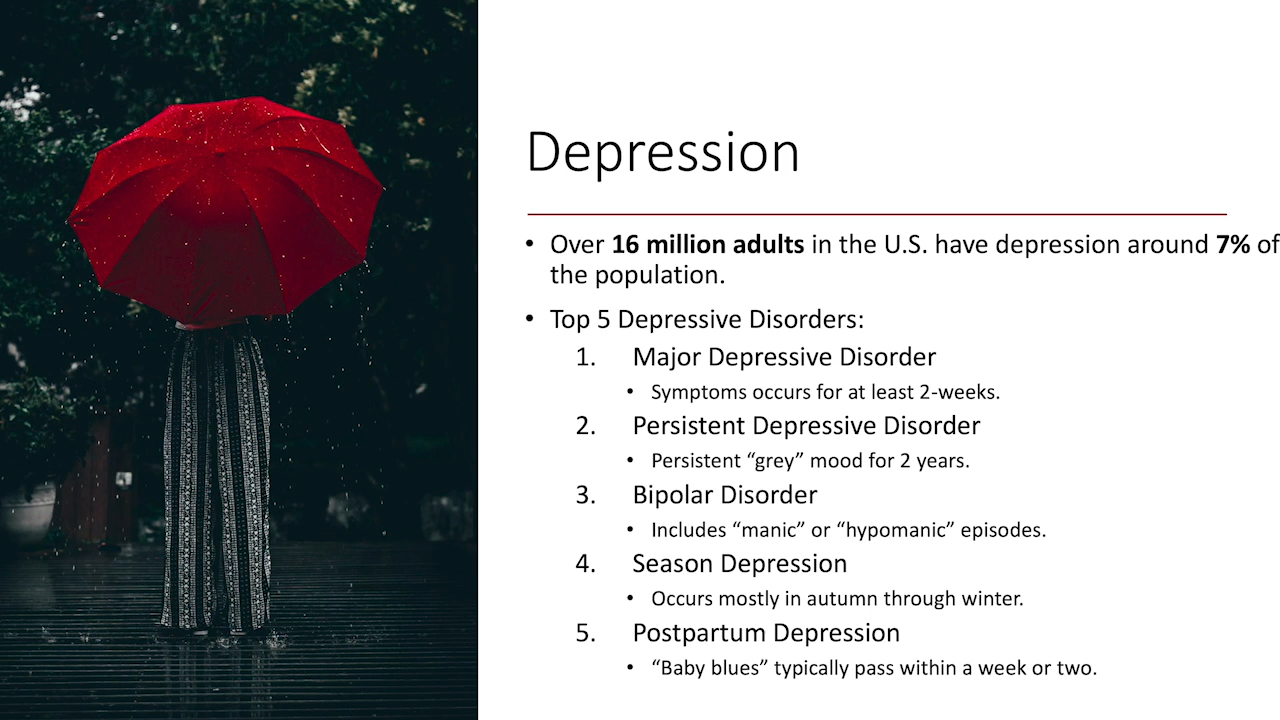 Depression
• Over 16 million adults in the U.S. have depression around 7% of
the population.
• Top 5 Depressive Disorders:
1. Major Depressive Disorder
• Symptoms occurs for at least 2-weeks.
2. Persistent Depressive Disorder
• Persistent “grey” mood for 2 years.
3. Bipolar Disorder
• Includes “manic” or “hypomanic” episodes.
4. Season Depression
• Occurs mostly in autumn through winter.
5. Postpartum Depression
• “Baby blues” typically pass within a week or two.